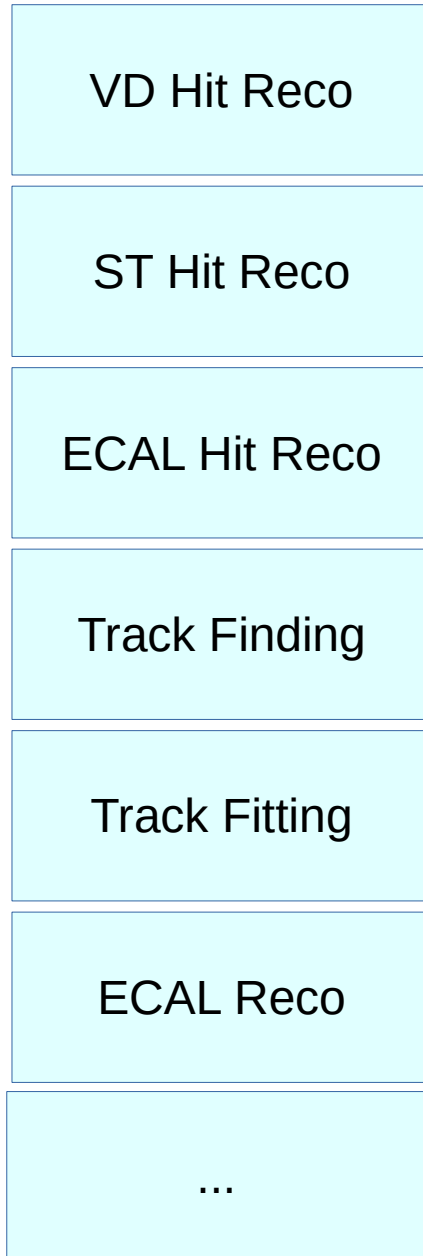 VD Hit Reco
ST Hit Reco
ECAL Hit Reco
Track Finding
Track Fitting
ECAL Reco
...